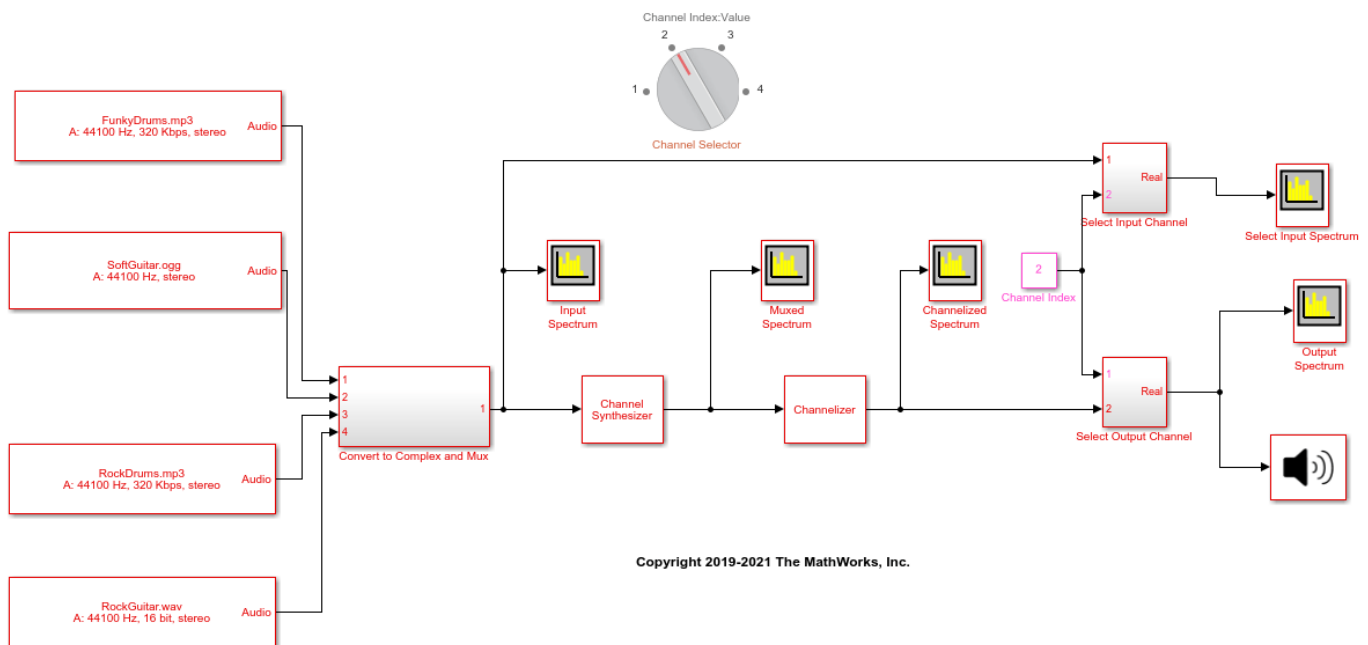 Channel Index:Value
2
3
1
4
Channel Selector
FunkyDrums.mp3
A: 44100 Hz, 320 Kbps, stereo
Audio
1
Real
2
Select Input Channel
Select Input Spectrum
SoftGuitar.ogg
A: 44100 Hz, stereo
Audio
2
Channel Index
Input
Spectrum
Muxed
Spectrum
Channelized
Spectrum
Output
Spectrum
1
2
3
4
1
Convert to Complex and Mux
Channel
Synthesizer
Channelizer
1
Real
2
Select Output Channel
RockDrums.mp3
A: 44100 Hz, 320 Kbps, stereo
Audio
Copyright 2019-2021 The MathWorks, Inc.
RockGuitar.wav
A: 44100 Hz, 16 bit, stereo
Audio